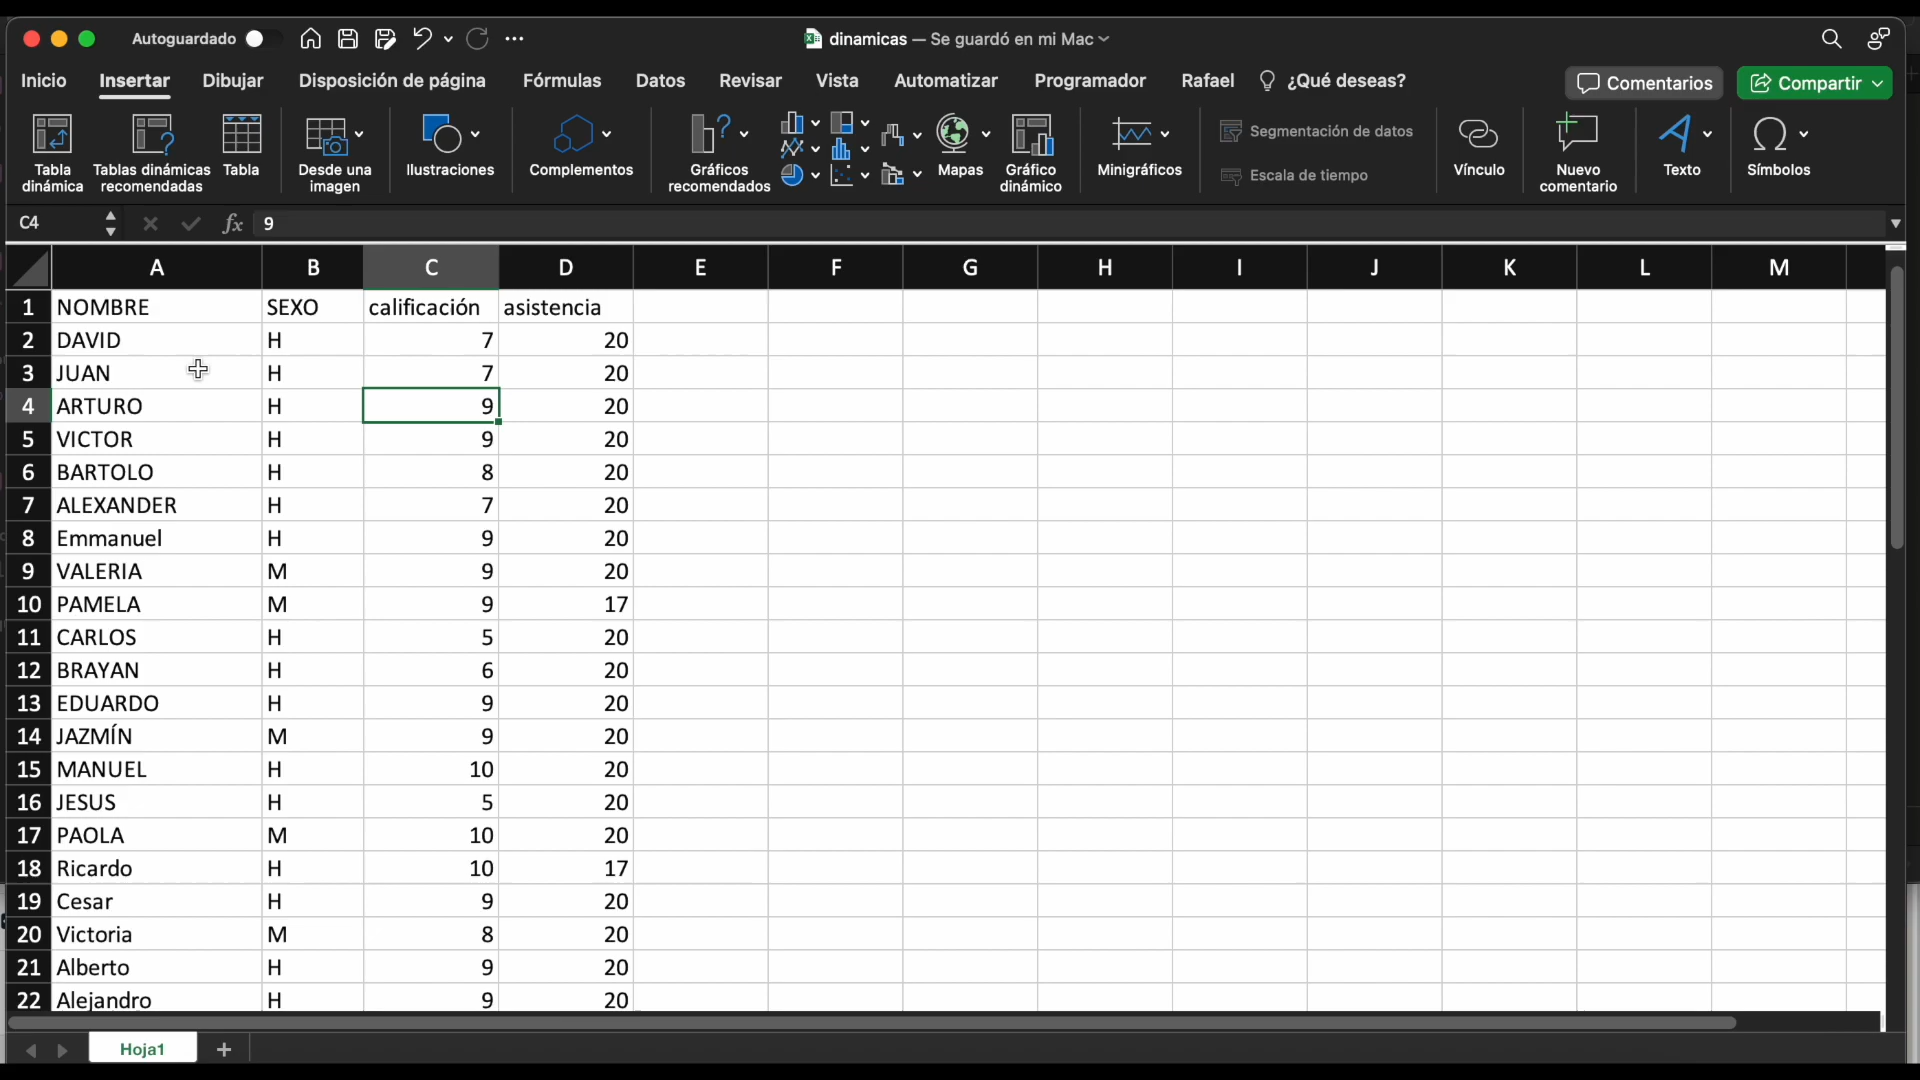 Autoguardado
dinamicas — Se guardó en mi Mac
Inicio Insertar Dibujar Disposición de página Fórmulas Datos Revisar Vista Automatizar Programador Rafael ¿Qué deseas? Comentarios Compartir
Tabla dinámica
Tablas dinámicas recomendadas
Tabla
Desde una imagen
Ilustraciones
Complementos
Gráficos recomendados
Mapas
Gráfico dinámico
Minigráficos
Segmentación de datos
Escala de tiempo
Vínculo
Nuevo comentario
Texto
Símbolos
C4 fx 9
A B C D E F G H I J K L M
1 NOMBRE SEXO calificación asistencia
2 DAVID H 7 20
3 JUAN H 7 20
4 ARTURO H 9 20
5 VICTOR H 9 20
6 BARTOLO H 8 20
7 ALEXANDER H 7 20
8 Emmanuel H 9 20
9 VALERIA M 9 20
10 PAMELA M 9 17
11 CARLOS H 5 20
12 BRAYAN H 6 20
13 EDUARDO H 9 20
14 JAZMÍN M 9 20
15 MANUEL H 10 20
16 JESUS H 5 20
17 PAOLA M 10 20
18 Ricardo H 10 17
19 Cesar H 9 20
20 Victoria M 8 20
21 Alberto H 9 20
22 Alejandro H 9 20
Hoja1